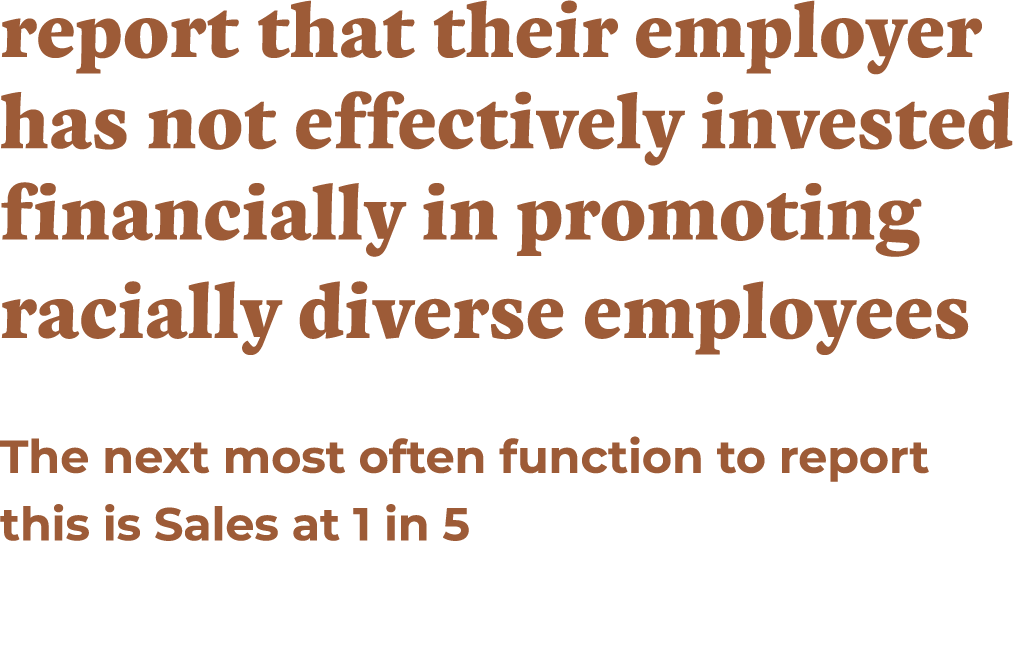 report that their employer
has not effectively invested
financially in promoting
racially diverse employees
The next most often function to report
this is Sales at 1 in 5